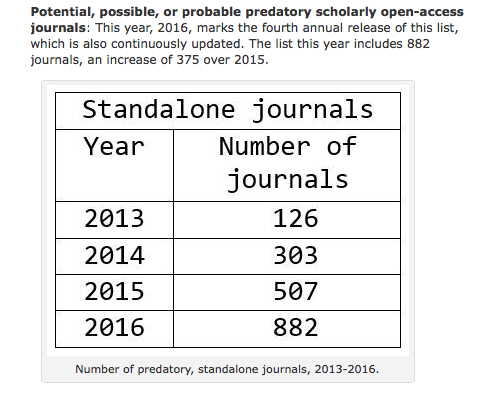 Potential, possible, or probable predatory scholarly open-access
journals: This year, 2016, marks the fourth annual release of this list,
which is also continuously updated. The list this year includes 882
journals, an increase of 375 over 2015.
Standalone journals
Year Number of
journals
2013 126
2014 303
2015 507
2016 882
Number of predatory, standalone journals, 2013-2016.